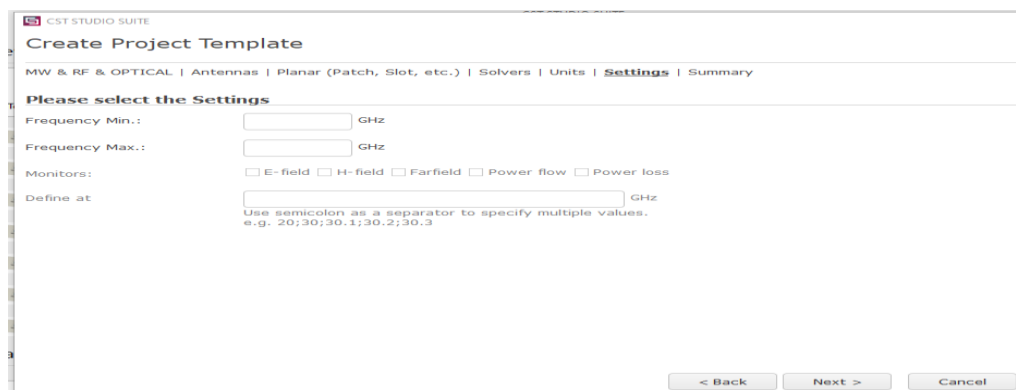 CST STUDIO SUITE
Create Project Template
MW & RF & OPTICAL | Antennas | Planar (Patch, Slot, etc.) | Solvers | Units | Settings | Summary
Please select the Settings
Frequency Min.: GHz
Frequency Max.: GHz
Monitors: E-field H-field Farfield Power flow Power loss
Define at GHz
Use semicolon as a separator to specify multiple values.
e.g. 20;30;30.1;30.2;30.3
< Back Next > Cancel